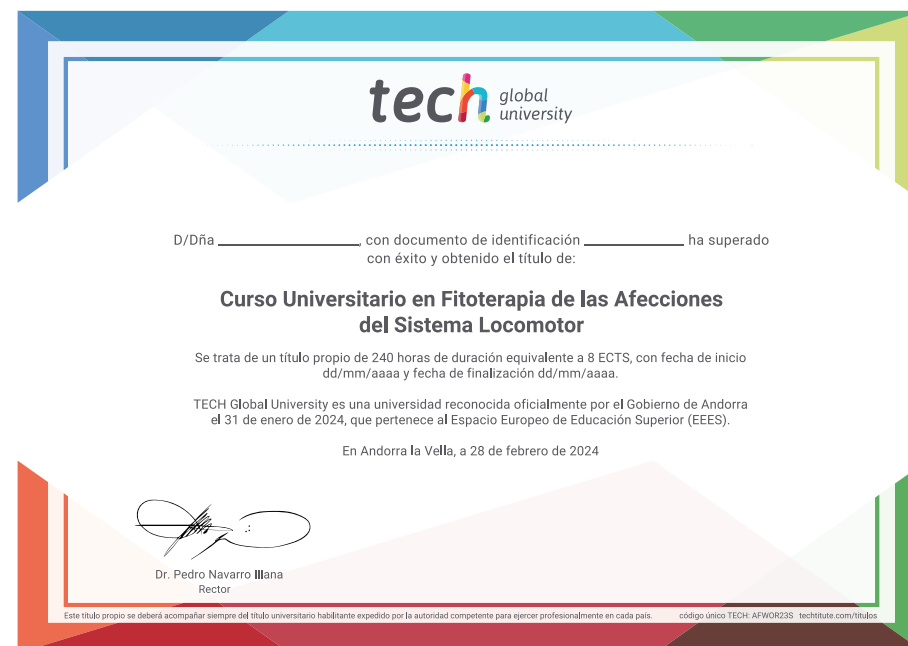 tech global university
D/Dña ____________________, con documento de identificación ______________ ha superado
con éxito y obtenido el título de:
Curso Universitario en Fitoterapia de las Afecciones
del Sistema Locomotor
Se trata de un título propio de 240 horas de duración equivalente a 8 ECTS, con fecha de inicio
dd/mm/aaaa y fecha de finalización dd/mm/aaaa.
TECH Global University es una universidad reconocida oficialmente por el Gobierno de Andorra
el 31 de enero de 2024, que pertenece al Espacio Europeo de Educación Superior (EEES).
En Andorra la Vella, a 28 de febrero de 2024
Dr. Pedro Navarro Illana
Rector
Este título propio se deberá acompañar siempre del título universitario habilitante expedido por la autoridad competente para ejercer profesionalmente en cada país. código único TECH: AFWOR23S techtitute.com/titulos